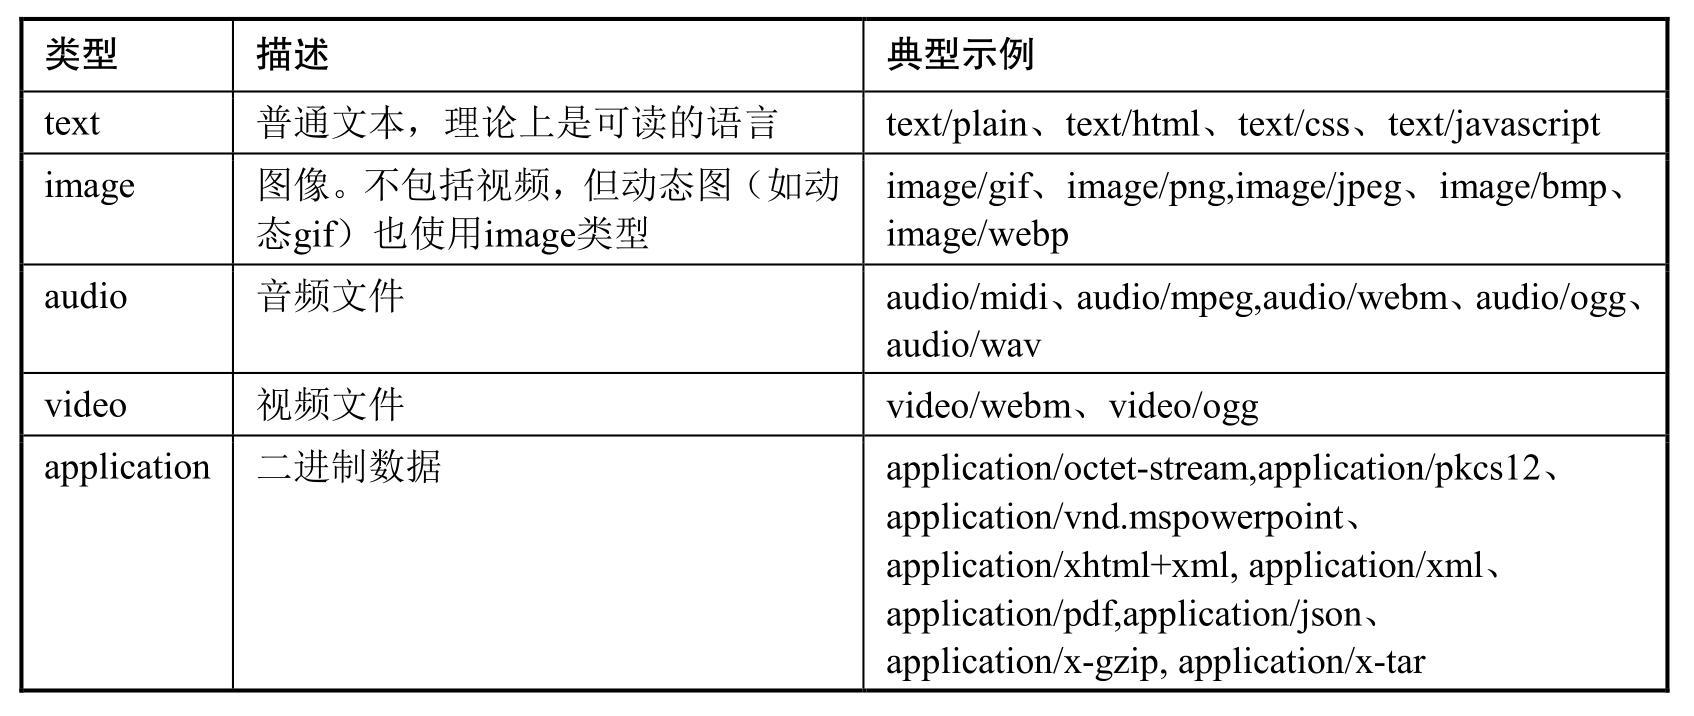 类型 描述 典型示例
text 普通文本，理论上是可读的语言 text/plain、text/html、text/css、text/javascript
image 图像。不包括视频，但动态图（如动 image/gif、image/png,image/jpeg、image/bmp、
态gif）也使用image类型 image/webp
audio 音频文件 audio/midi、audio/mpeg,audio/webm、audio/ogg、
audio/wav
video 视频文件 video/webm、video/ogg
application 二进制数据 application/octet-stream,application/pkcs12、
application/vnd.mspowerpoint、
application/xhtml+xml, application/xml、
application/pdf,application/json、
application/x-gzip, application/x-tar